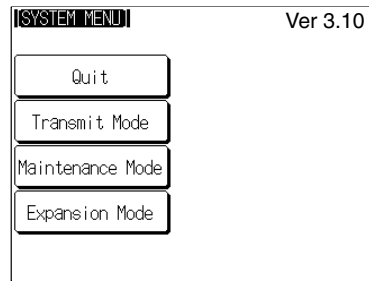 [SYSTEM MENU]
Ver 3.10
Quit
Transmit Mode
Maintenance Mode
Expansion Mode